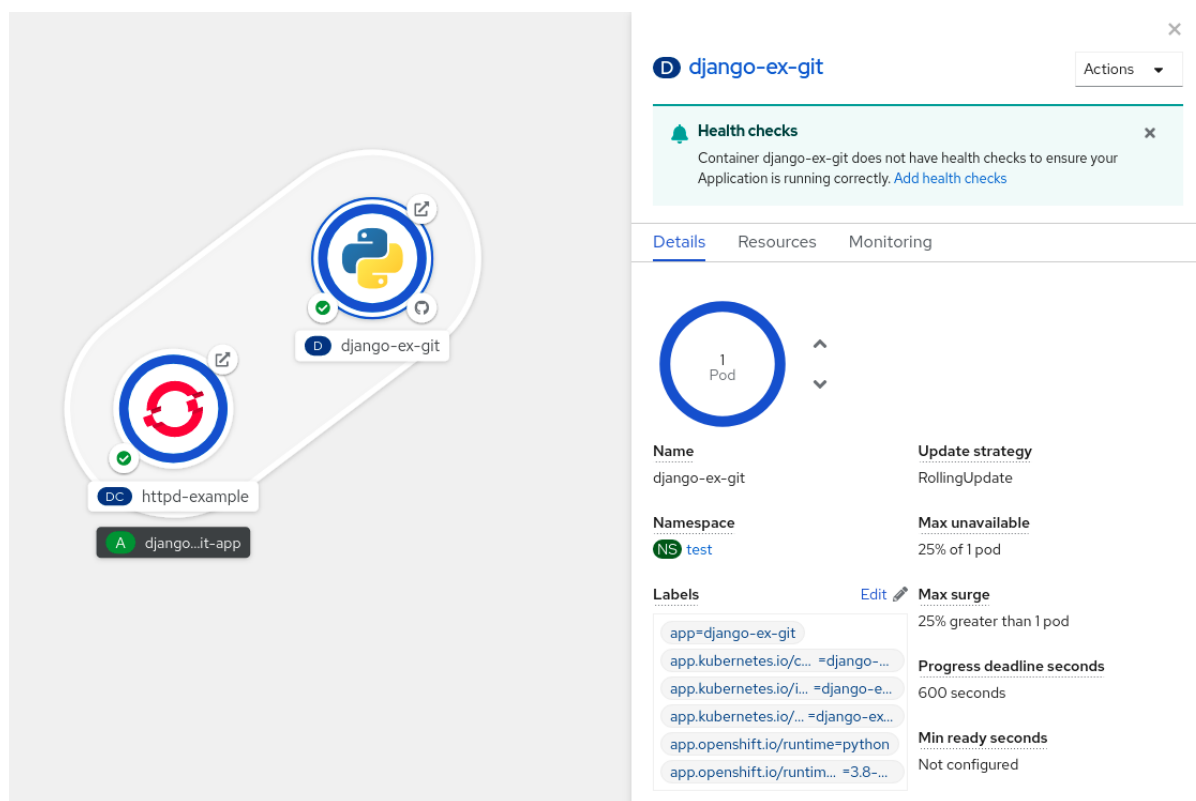 D django-ex-git
DC httpd-example
A django...it-app
D django-ex-git
Actions
Health checks
Container django-ex-git does not have health checks to ensure your
Application is running correctly. Add health checks
Details Resources Monitoring
1
Pod
Name
django-ex-git
Namespace
NS test
Labels Edit
app=django-ex-git
app.kubernetes.io/c... =django-...
app.kubernetes.io/i... =django-e...
app.kubernetes.io/... =django-ex...
app.openshift.io/runtime=python
app.openshift.io/runtim... =3.8-...
Update strategy
RollingUpdate
Max unavailable
25% of 1 pod
Max surge
25% greater than 1 pod
Progress deadline seconds
600 seconds
Min ready seconds
Not configured